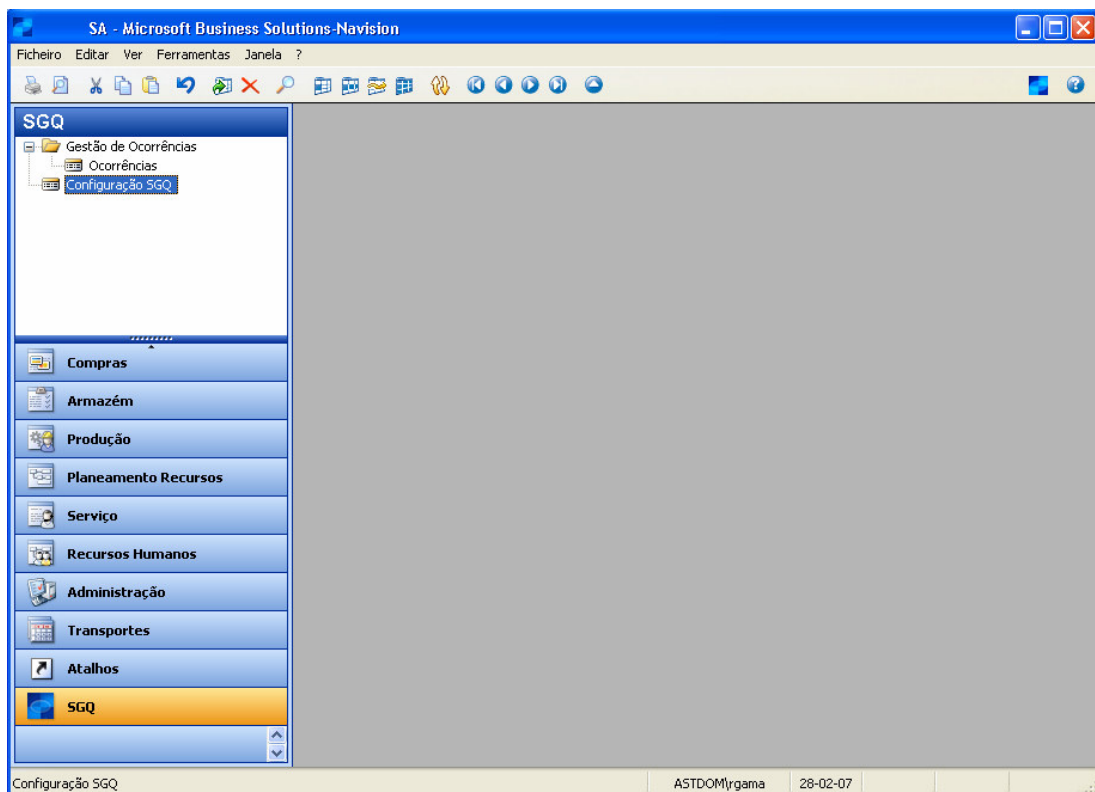 SA - Microsoft Business Solutions-Navision
Ficheiro Editar Ver Ferramentas Janela ?
SGQ
Gestão de Ocorrências
Ocorrências
Configuração SGQ
Compras
Armazém
Produção
Planeamento Recursos
Serviço
Recursos Humanos
Administração
Transportes
Atalhos
SGQ
Configuração SGQ ASTDOM\rgama 28-02-07